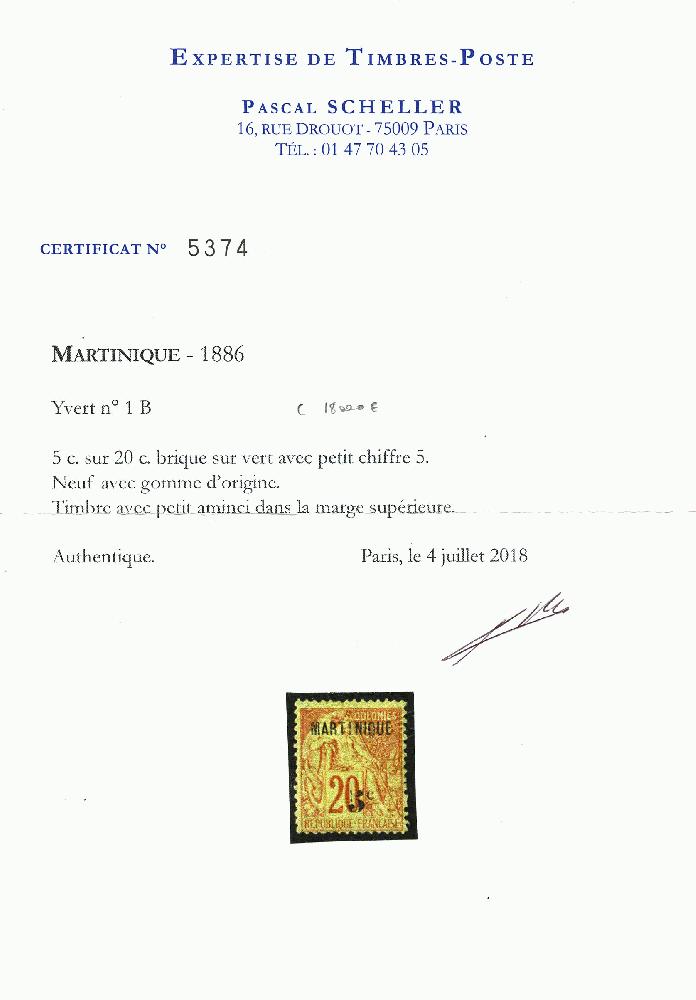 EXPERTISE DE TIMBRES-POSTE
PASCAL SCHELLER
16, RUE DROUOT - 75009 PARIS
TÉL. : 01 47 70 43 05
CERTIFICAT N° 5374
MARTINIQUE - 1886
Yvert n° 1 B
5 c. sur 20 c. brique sur vert avec petit chiffre 5.
Neuf avec gomme d'origine.
Timbre avec petit aminci dans la marge supérieure.
Authentique. Paris, le 4 juillet 2018
COLONIES
MARTINIQUE
20
5c
REPUBLIQUE FRANCAISE